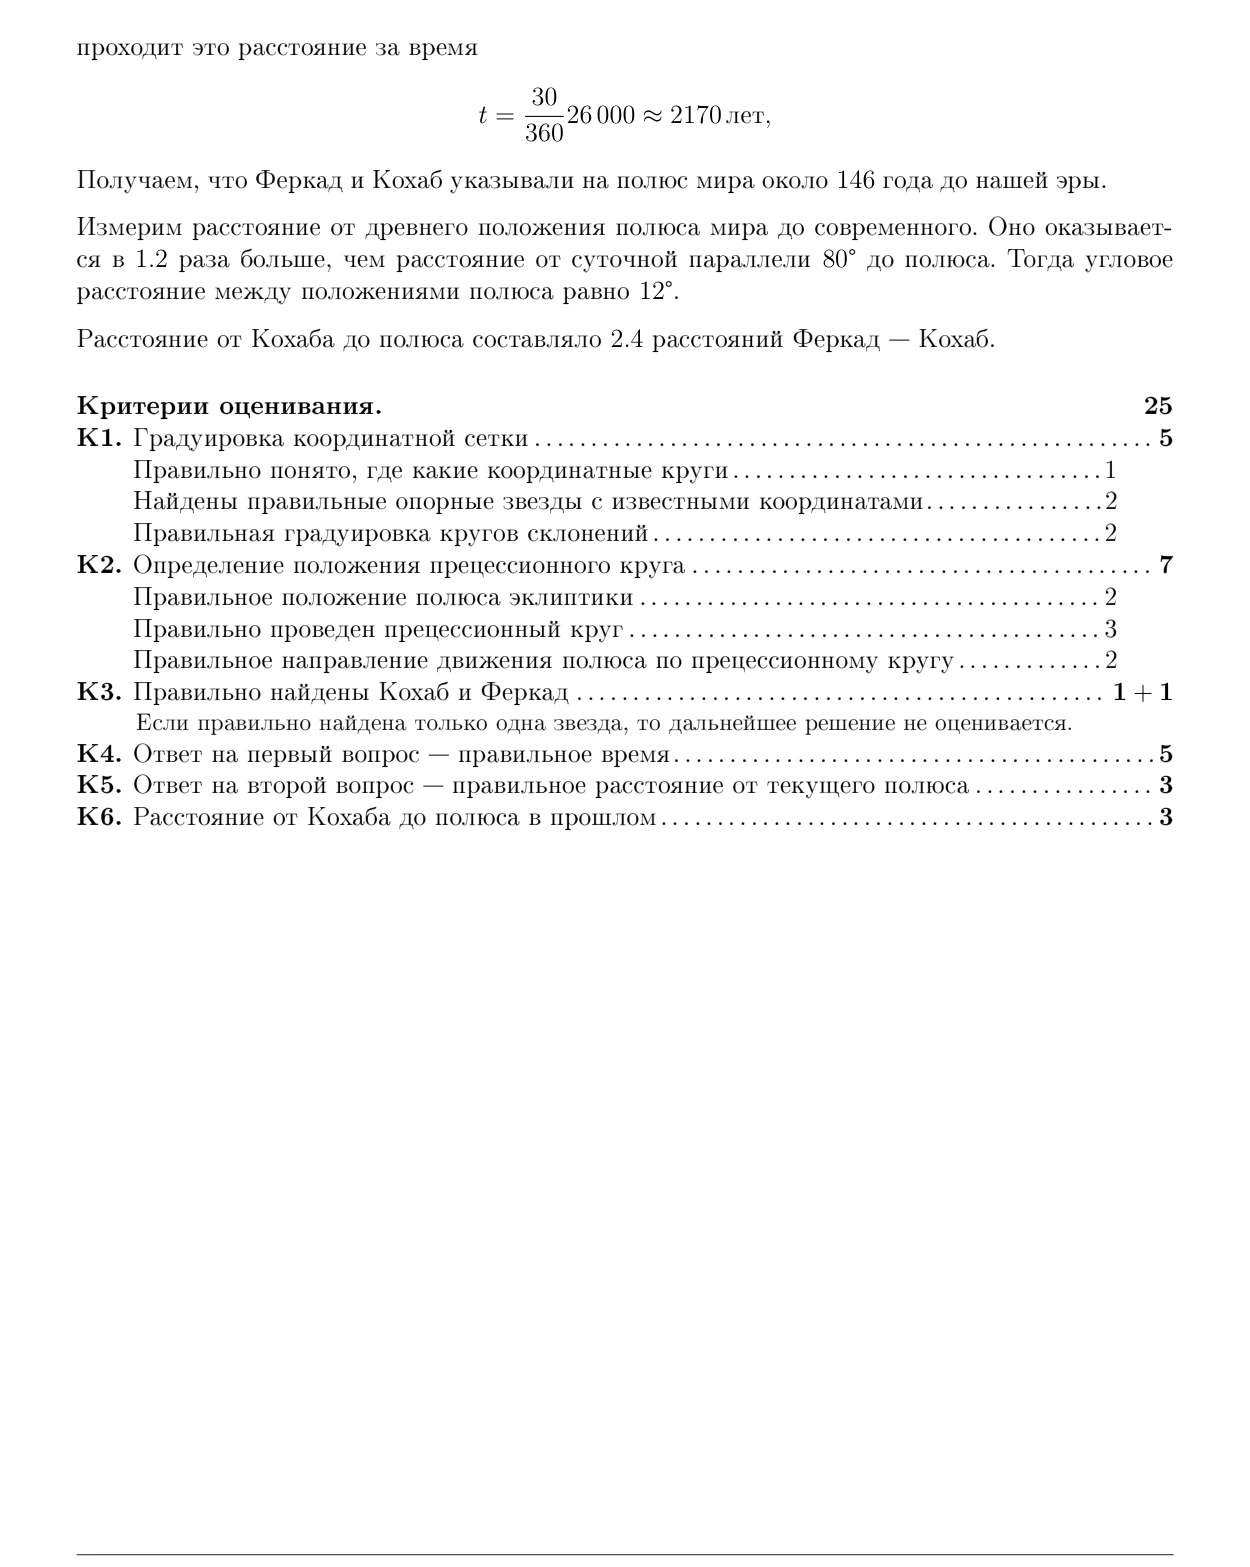 проходит это расстояние за время
t = 30/360 26 000 ≈ 2170 лет,
Получаем, что Феркад и Кохаб указывали на полюс мира около 146 года до нашей эры.
Измерим расстояние от древнего положения полюса мира до современного. Оно оказывает-
ся в 1.2 раза больше, чем расстояние от суточной параллели 80° до полюса. Тогда угловое
расстояние между положениями полюса равно 12°.
Расстояние от Кохаба до полюса составляло 2.4 расстояний Феркад — Кохаб.
Критерии оценивания. 25
К1. Градуировка координатной сетки 5
Правильно понято, где какие координатные круги 1
Найдены правильные опорные звезды с известными координатами 2
Правильная градуировка кругов склонений 2
К2. Определение положения прецессионного круга 7
Правильное положение полюса эклиптики 2
Правильно проведен прецессионный круг 3
Правильное направление движения полюса по прецессионному кругу 2
К3. Правильно найдены Кохаб и Феркад 1 + 1
Если правильно найдена только одна звезда, то дальнейшее решение не оценивается.
К4. Ответ на первый вопрос — правильное время 5
К5. Ответ на второй вопрос — правильное расстояние от текущего полюса 3
К6. Расстояние от Кохаба до полюса в прошлом 3